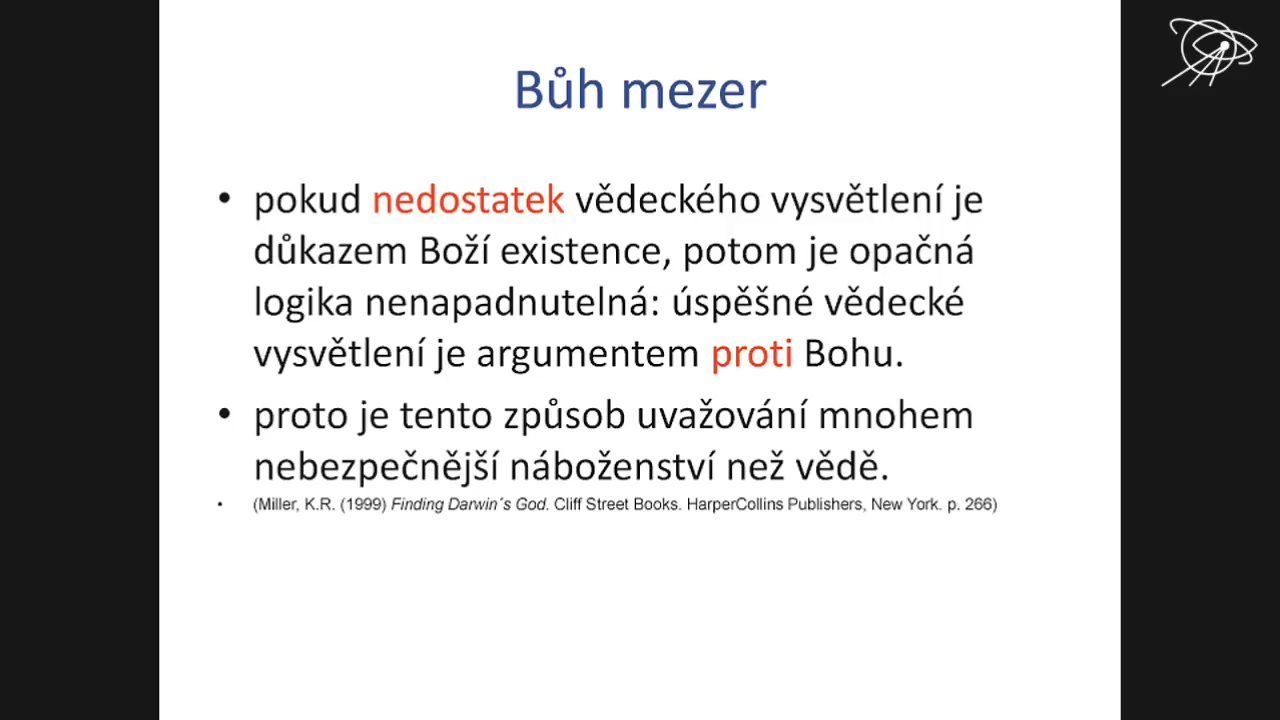 Bůh mezer
• pokud nedostatek vědeckého vysvětlení je
důkazem Boží existence, potom je opačná
logika nenapadnutelná: úspěšné vědecké
vysvětlení je argumentem proti Bohu.
• proto je tento způsob uvažování mnohem
nebezpečnější náboženství než vědě.
• (Miller, K.R. (1999) Finding Darwin´s God. Cliff Street Books. HarperCollins Publishers, New York. p. 266)